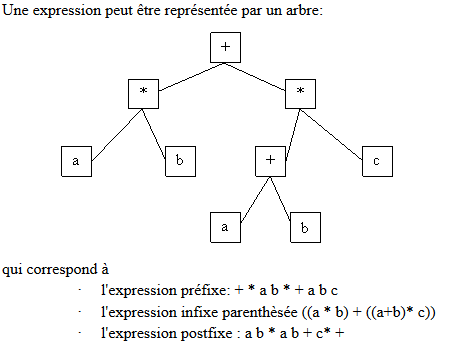 Une expression peut être représentée par un arbre:
+
* *
a b + c
a b
qui correspond à
· l'expression préfixe: + * a b * + a b c
· l'expression infixe parenthèsée ((a * b) + ((a+b)* c))
· l'expression postfixe : a b * a b + c* +